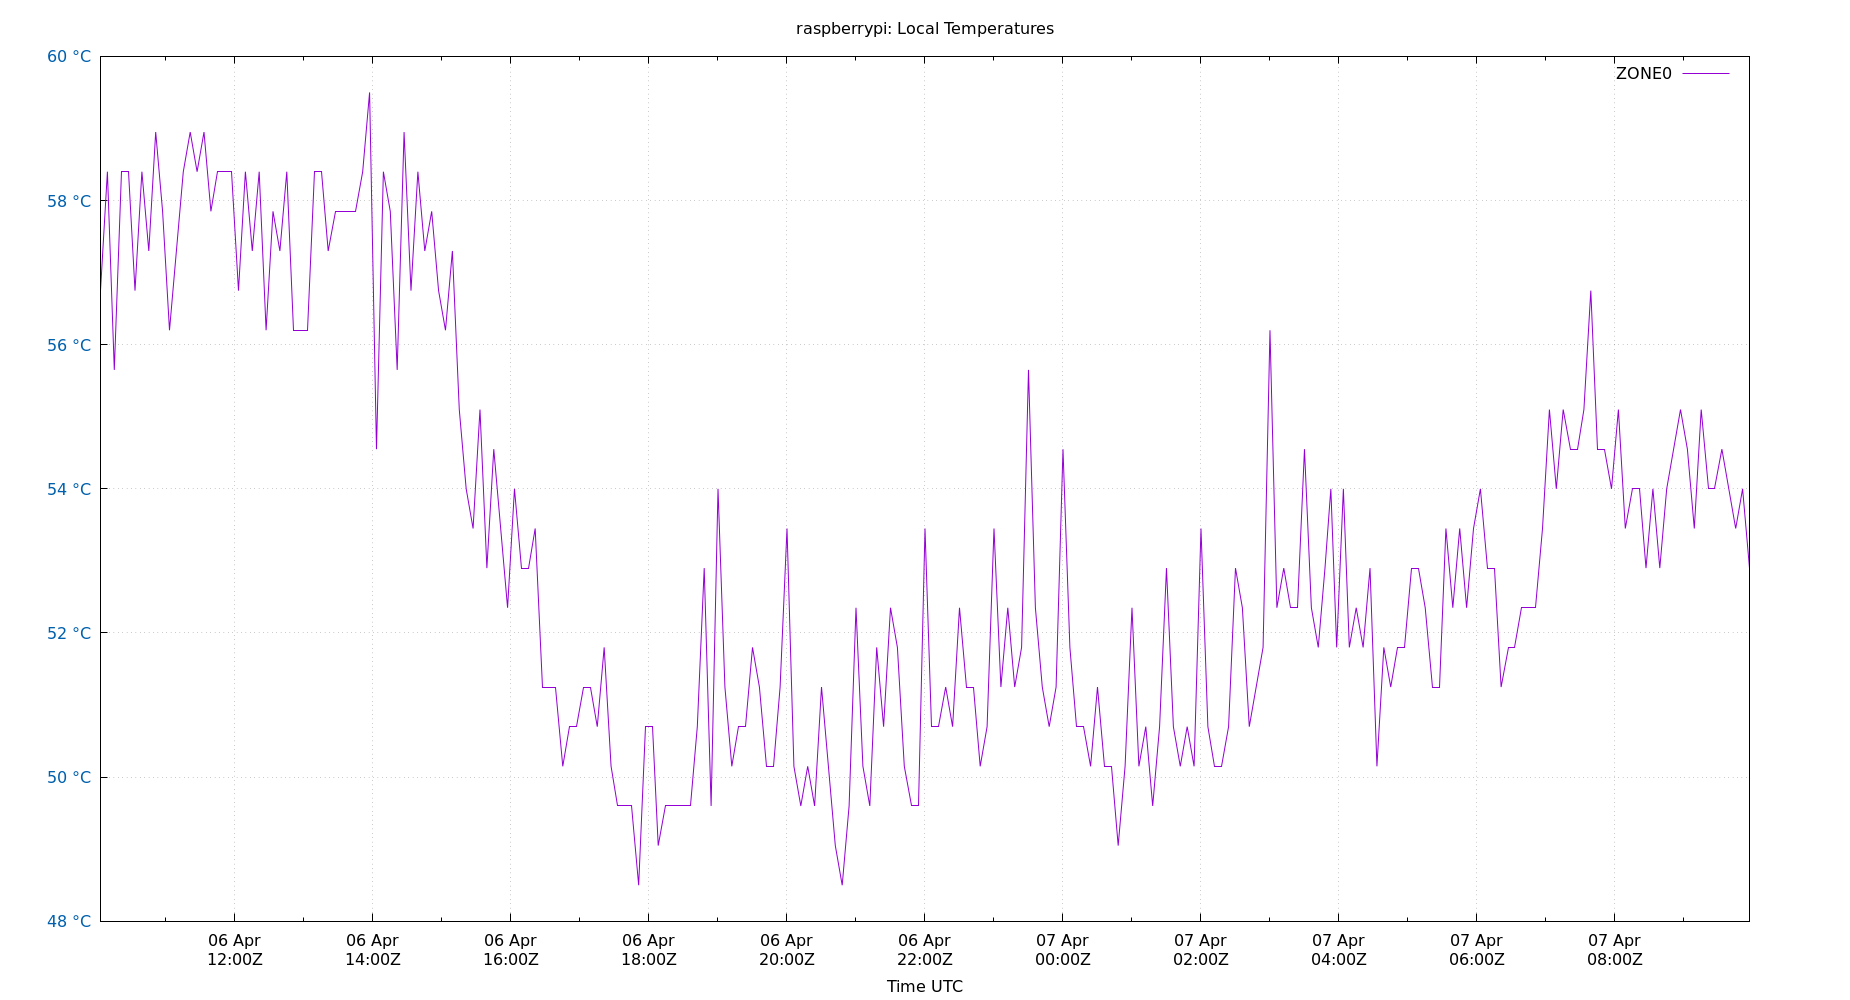 raspberrypi: Local Temperatures
60 °C
58 °C
56 °C
54 °C
52 °C
50 °C
48 °C
ZONE0
06 Apr
12:00Z
06 Apr
14:00Z
06 Apr
16:00Z
06 Apr
18:00Z
06 Apr
20:00Z
06 Apr
22:00Z
07 Apr
00:00Z
07 Apr
02:00Z
07 Apr
04:00Z
07 Apr
06:00Z
07 Apr
08:00Z
Time UTC